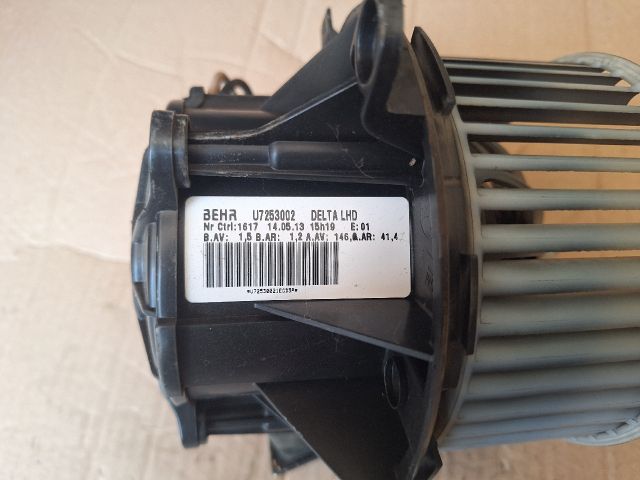 BEHR U7253002 DELTA LHD
Nr Ctrl:1617 14.05.13 15h19 E:01
B.AV: 1,5 B.AR: 1,2 A.AV: 146,A.AR: 41,4